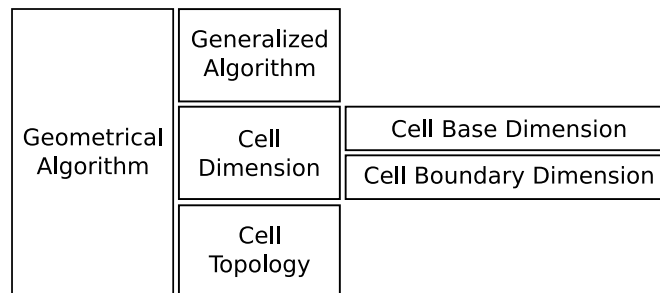 Geometrical
Algorithm
Generalized
Algorithm
Cell
Dimension
Cell Base Dimension
Cell Boundary Dimension
Cell
Topology